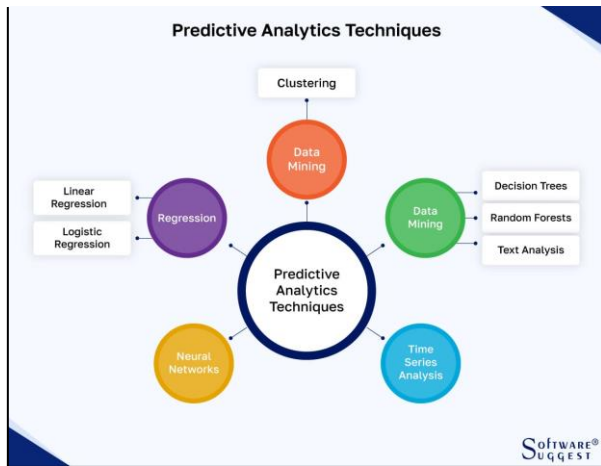 Predictive Analytics Techniques
Clustering
Data
Mining
Linear
Regression
Logistic
Regression
Regression
Data
Mining
Decision Trees
Random Forests
Text Analysis
Predictive
Analytics
Techniques
Neural
Networks
Time
Series
Analysis
SOFTWARE®
SUGGEST